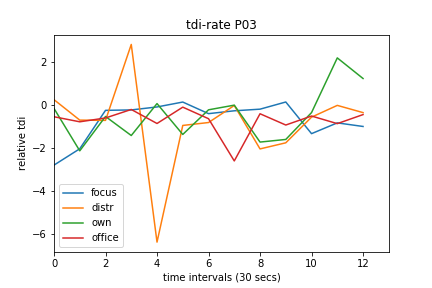 tdi-rate P03
relative tdi
2
0
−2
−4
−6
focus
distr
own
office
0 2 4 6 8 10 12
time intervals (30 secs)